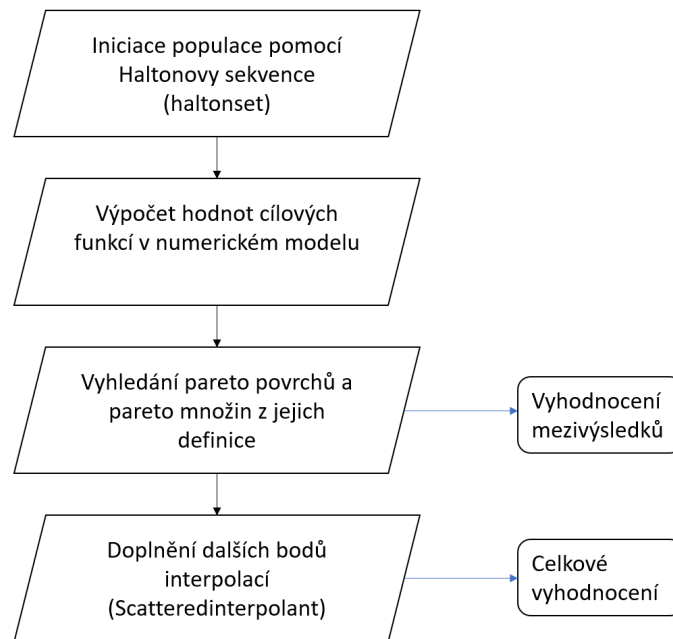 Iniciace populace pomocí
Haltonovy sekvence
(haltonset)
Výpočet hodnot cílových
funkcí v numerickém modelu
Vyhledání pareto povrchů a
pareto množin z jejich
definice
Vyhodnocení
mezivýsledků
Doplnění dalších bodů
interpolací
(Scatteredinterpolant)
Celkové
vyhodnocení